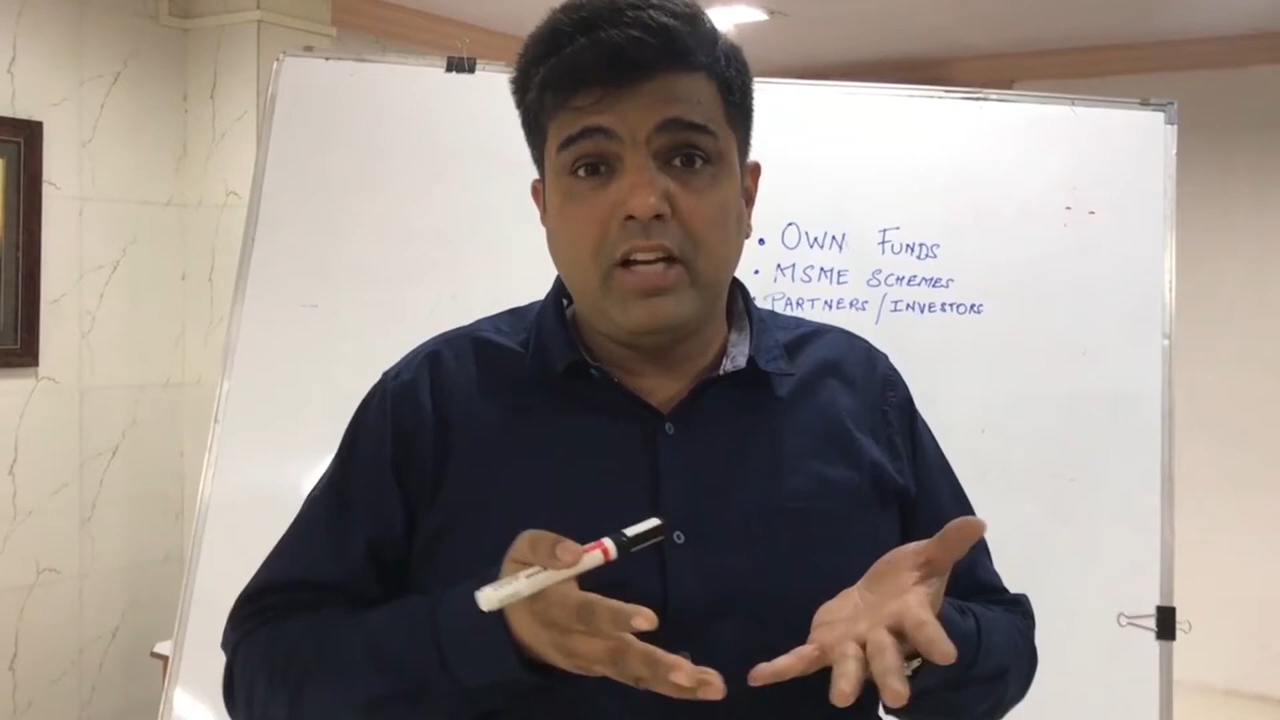 • OWN FUNDS
• MSME SCHEMES
• PARTNERS/INVESTORS